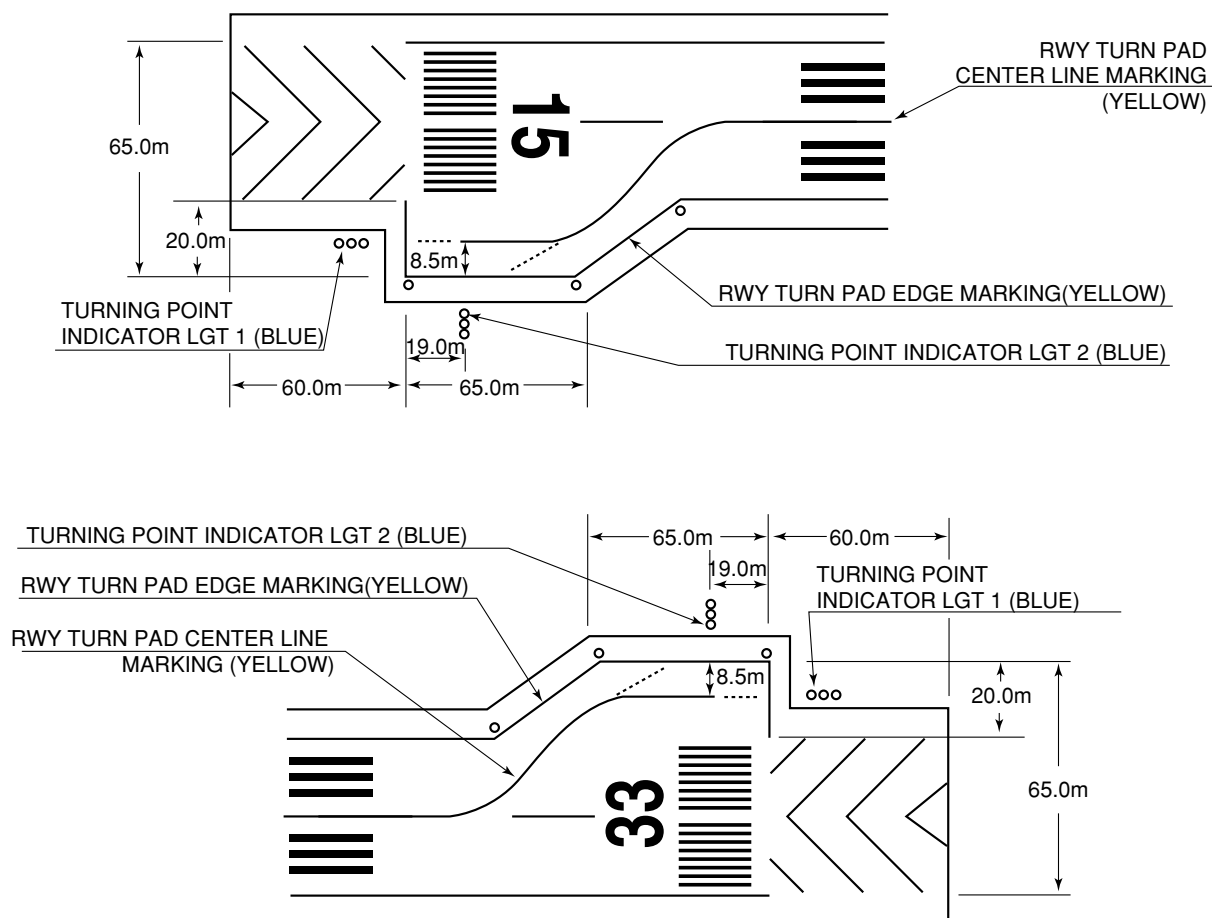 RWY TURN PAD
CENTER LINE MARKING
(YELLOW)
15
65.0m
20.0m
8.5m
TURNING POINT
INDICATOR LGT 1 (BLUE)
RWY TURN PAD EDGE MARKING(YELLOW)
19.0m
TURNING POINT INDICATOR LGT 2 (BLUE)
60.0m
65.0m
TURNING POINT INDICATOR LGT 2 (BLUE)
65.0m
60.0m
19.0m
TURNING POINT
INDICATOR LGT 1 (BLUE)
RWY TURN PAD EDGE MARKING(YELLOW)
RWY TURN PAD CENTER LINE
MARKING (YELLOW)
8.5m
20.0m
65.0m
33